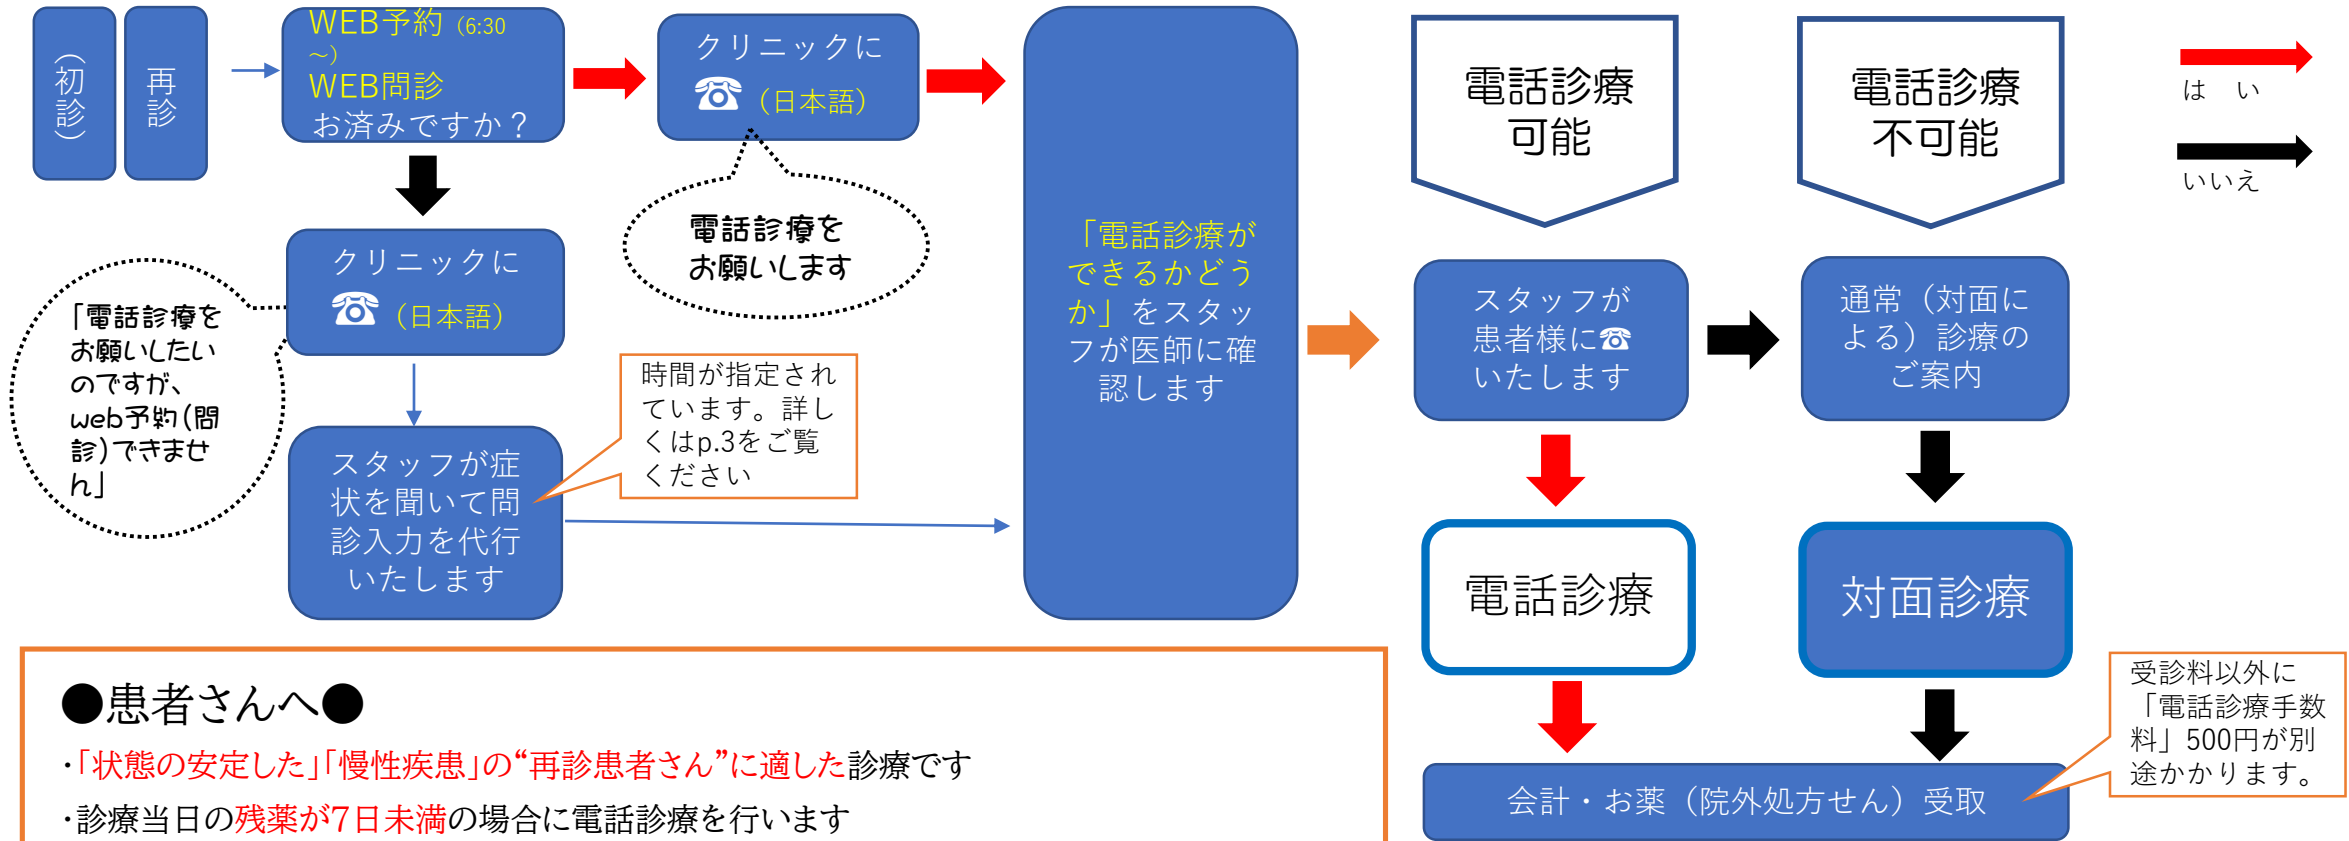 （初診）
再診
WEB予約（6:30
～）
WEB問診
お済みですか？
クリニックに
☎（日本語）
電話診療を
お願いします
クリニックに
☎（日本語）
「電話診療を
お願いしたい
のですが、
web予約(問
診)できませ
ん」
スタッフが症
状を聞いて問
診入力を代行
いたします
時間が指定され
ています。詳し
くはp.3をご覧
ください
「電話診療が
できるかどう
か」をスタッ
フが医師に確
認します
電話診療
可能
電話診療
不可能
はい
いいえ
スタッフが
患者様に☎
いたします
通常（対面に
よる）診療の
ご案内
電話診療
対面診療
受診料以外に
「電話診療手数
料」500円が別
途かかります。
会計・お薬（院外処方せん）受取
●患者さんへ●
・「状態の安定した」「慢性疾患」の“再診患者さん”に適した診療です
・診療当日の残薬が7日未満の場合に電話診療を行います